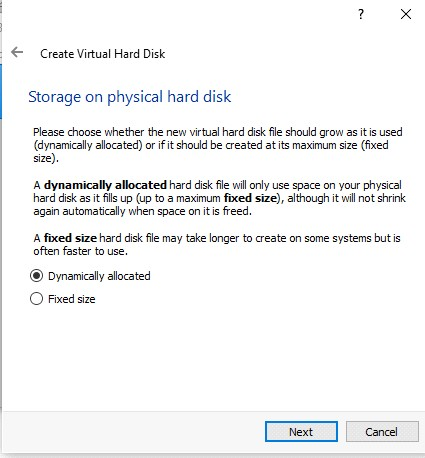 ?
Create Virtual Hard Disk
Storage on physical hard disk
Please choose whether the new virtual hard disk file should grow as it is used
(dynamically allocated) or if it should be created at its maximum size (fixed
size).
A dynamically allocated hard disk file will only use space on your physical
hard disk as it fills up (up to a maximum fixed size), although it will not shrink
again automatically when space on it is freed.
A fixed size hard disk file may take longer to create on some systems but is
often faster to use.
Dynamically allocated
Fixed size
Next Cancel